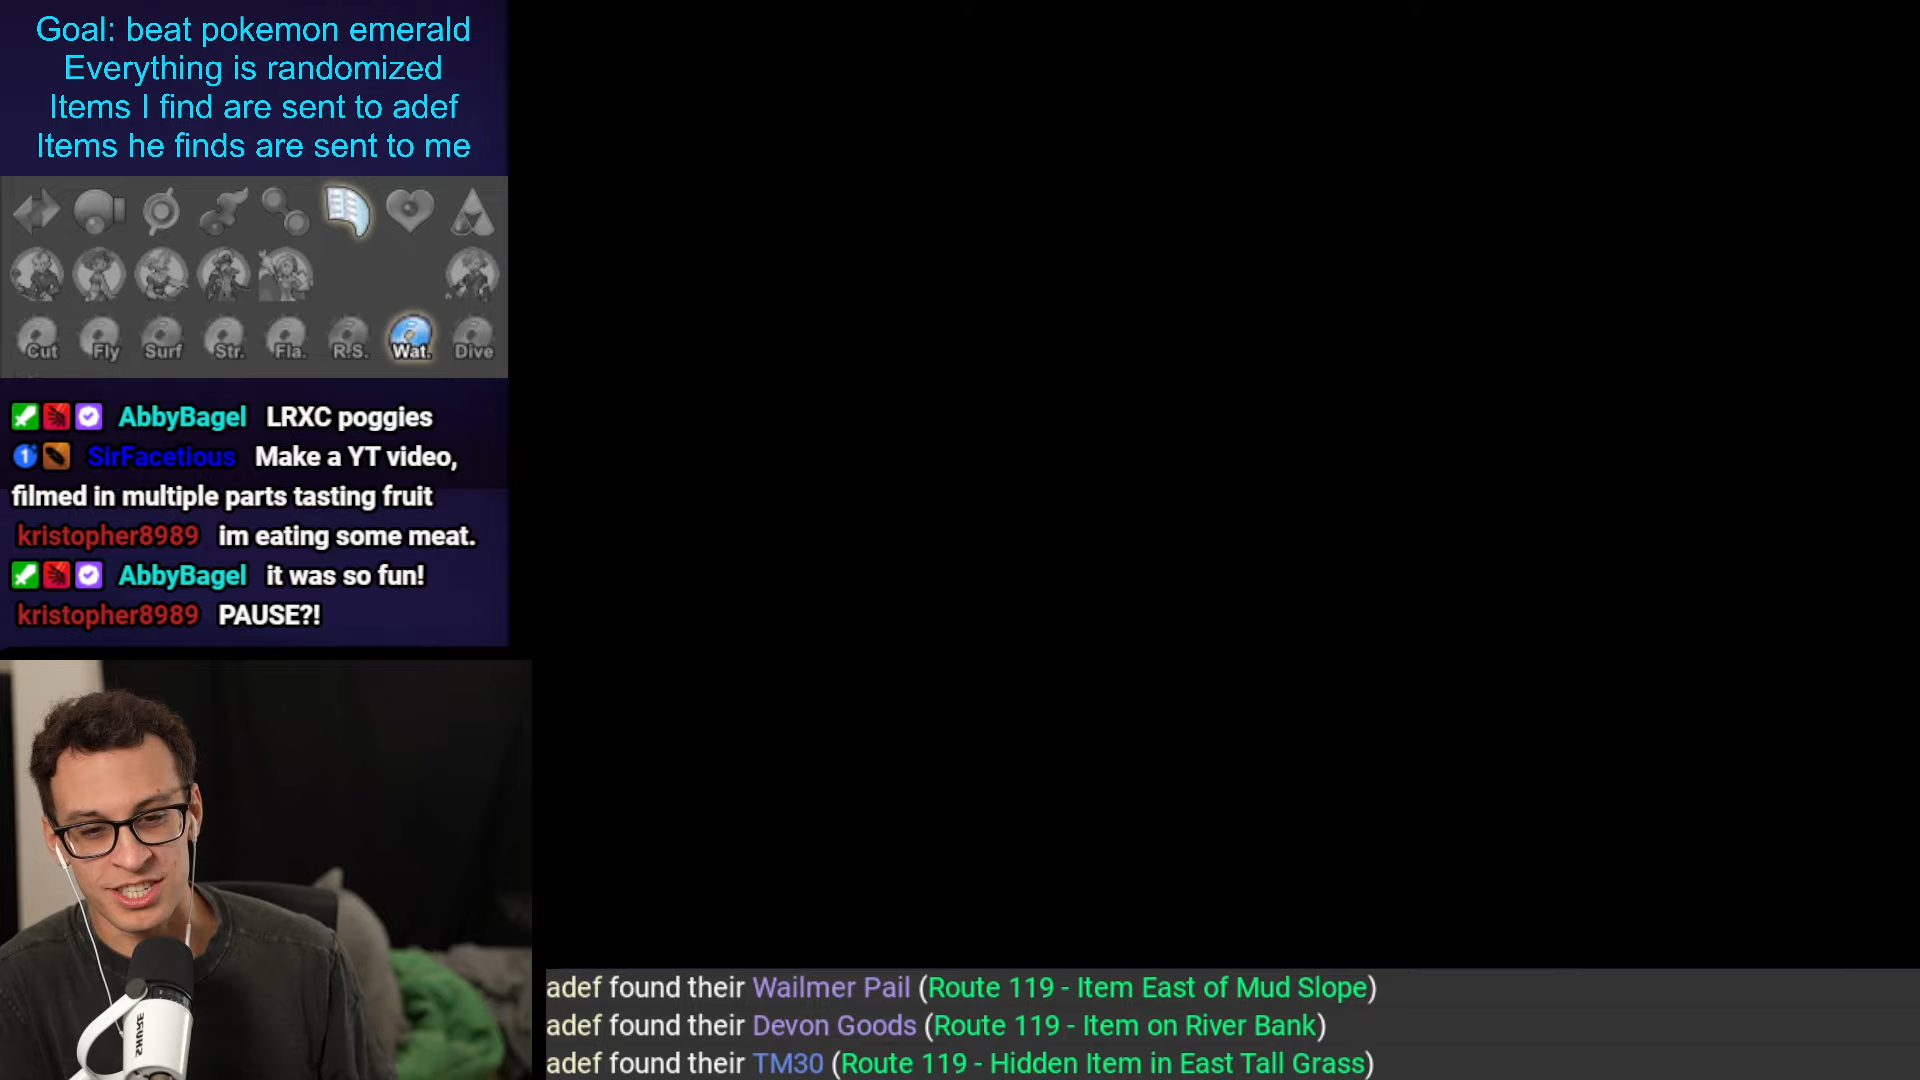 Goal: beat pokemon emerald
Everything is randomized
Items I find are sent to adef
Items he finds are sent to me
Cut Fly Surf Str. Fla. R.S. Wat. Dive
AbbyBagel LRXC poggies
1 SirFacetious Make a YT video,
filmed in multiple parts tasting fruit
kristopher8989 im eating some meat.
AbbyBagel it was so fun!
kristopher8989 PAUSE?!
SHURE
adef found their Wailmer Pail (Route 119 - Item East of Mud Slope)
adef found their Devon Goods (Route 119 - Item on River Bank)
adef found their TM30 (Route 119 - Hidden Item in East Tall Grass)